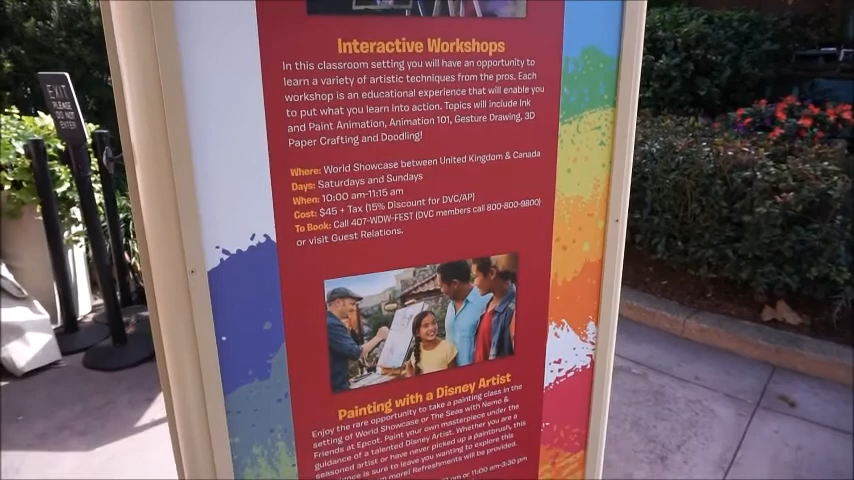 Interactive Workshops
In this classroom setting you will have an opportunity to
learn a variety of artistic techniques from the pros. Each
workshop is an educational experience that will enable you
to put what you learn into action. Topics will include Ink
and Paint Animation, Animation 101, Gesture Drawing, 3D
Paper Crafting and Doodling!
Where: World Showcase between United Kingdom & Canada
Days: Saturdays and Sundays
When: 10:00 am-11:15 am
Cost: $45 + Tax (15% Discount for DVC/AP)
To Book: Call 407-WDW-FEST (DVC members call 800-800-9800)
or visit Guest Relations.
Painting with a Disney Artist
Enjoy the rare opportunity to take a painting class in the
setting of World Showcase or The Seas with Nemo &
Friends at Epcot. Paint your own masterpiece under the
guidance of a talented Disney Artist. Whether you are a
seasoned artist or have never picked up a paintbrush, this
is sure to leave you wanting to explore
more! Refreshments will be provided.
or 11:00 am-3:30 pm
EXIT
PLEASE
DO NOT
ENTER